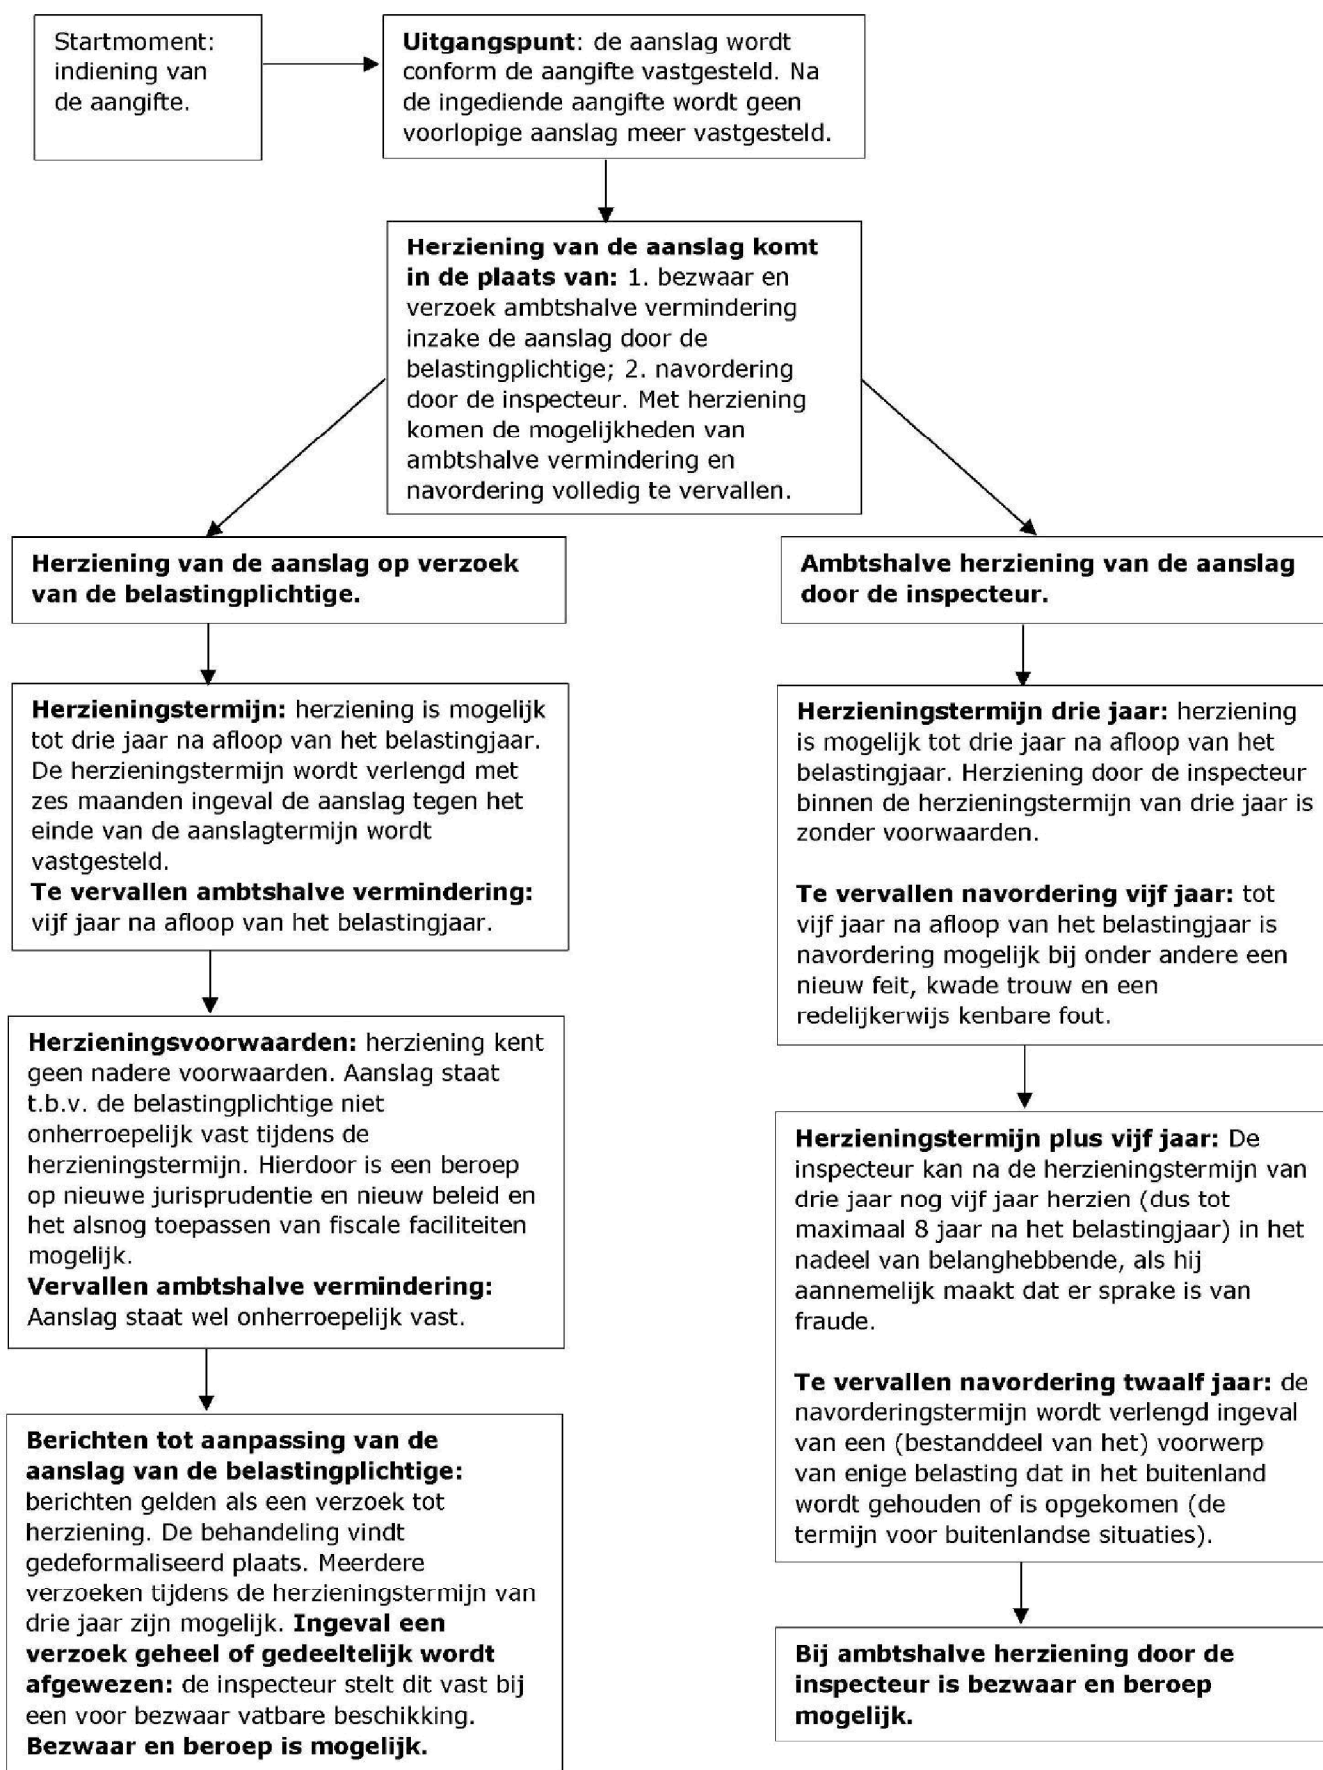 Startmoment:
indiening van
de aangifte.
Uitgangspunt: de aanslag wordt
conform de aangifte vastgesteld. Na
de ingediende aangifte wordt geen
voorlopige aanslag meer vastgesteld.
Herziening van de aanslag komt
in de plaats van: 1. bezwaar en
verzoek ambtshalve vermindering
inzake de aanslag door de
belastingplichtige; 2. navordering
door de inspecteur. Met herziening
komen de mogelijkheden van
ambtshalve vermindering en
navordering volledig te vervallen.
Herziening van de aanslag op verzoek
van de belastingplichtige.
Herzieningstermijn: herziening is mogelijk
tot drie jaar na afloop van het belastingjaar.
De herzieningstermijn wordt verlengd met
zes maanden ingeval de aanslag tegen het
einde van de aanslagtermijn wordt
vastgesteld.
Te vervallen ambtshalve vermindering:
vijf jaar na afloop van het belastingjaar.
Herzieningsvoorwaarden: herziening kent
geen nadere voorwaarden. Aanslag staat
t.b.v. de belastingplichtige niet
onherroepelijk vast tijdens de
herzieningstermijn. Hierdoor is een beroep
op nieuwe jurisprudentie en nieuw beleid en
het alsnog toepassen van fiscale faciliteiten
mogelijk.
Vervallen ambtshalve vermindering:
Aanslag staat wel onherroepelijk vast.
Berichten tot aanpassing van de
aanslag van de belastingplichtige:
berichten gelden als een verzoek tot
herziening. De behandeling vindt
gedeformaliseerd plaats. Meerdere
verzoeken tijdens de herzieningstermijn van
drie jaar zijn mogelijk. Ingeval een
verzoek geheel of gedeeltelijk wordt
afgewezen: de inspecteur stelt dit vast bij
een voor bezwaar vatbare beschikking.
Bezwaar en beroep is mogelijk.
Ambtshalve herziening van de aanslag
door de inspecteur.
Herzieningstermijn drie jaar: herziening
is mogelijk tot drie jaar na afloop van het
belastingjaar. Herziening door de inspecteur
binnen de herzieningstermijn van drie jaar is
zonder voorwaarden.
Te vervallen navordering vijf jaar: tot
vijf jaar na afloop van het belastingjaar is
navordering mogelijk bij onder andere een
nieuw feit, kwade trouw en een
redelijkerwijs kenbare fout.
Herzieningstermijn plus vijf jaar: De
inspecteur kan na de herzieningstermijn van
drie jaar nog vijf jaar herzien (dus tot
maximaal 8 jaar na het belastingjaar) in het
nadeel van belanghebbende, als hij
aannemelijk maakt dat er sprake is van
fraude.
Te vervallen navordering twaalf jaar: de
navorderingstermijn wordt verlengd ingeval
van een (bestanddeel van het) voorwerp
van enige belasting dat in het buitenland
wordt gehouden of is opgekomen (de
termijn voor buitenlandse situaties).
Bij ambtshalve herziening door de
inspecteur is bezwaar en beroep
mogelijk.